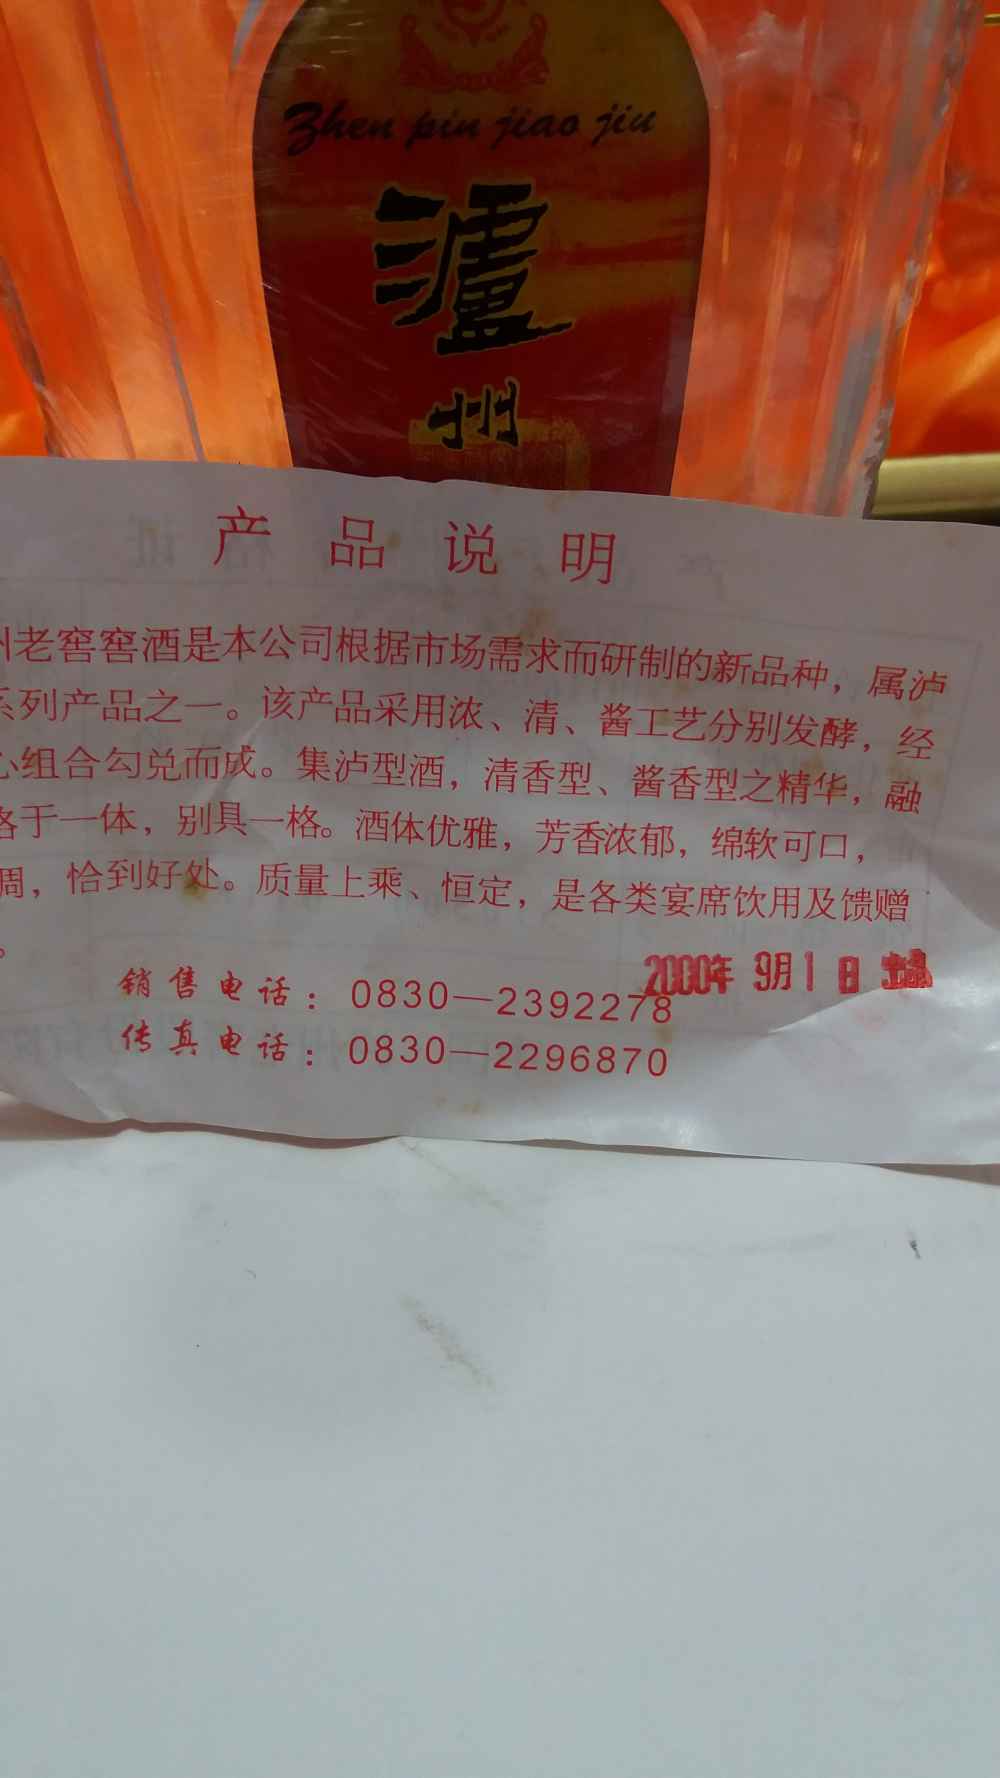 Zhen pin jiao jiu
泸
州
产品说明
州老窖窖酒是本公司根据市场需求而研制的新品种，属泸
系列产品之一。该产品采用浓、清、酱工艺分别发酵，经
心组合勾兑而成。集泸型酒，清香型、酱香型之精华，融
格于一体，别具一格。酒体优雅，芳香浓郁，绵软可口，
调，恰到好处。质量上乘、恒定，是各类宴席饮用及馈赠
。
2000年 9月1日
销售电话：0830—2392278
传真电话：0830—2296870